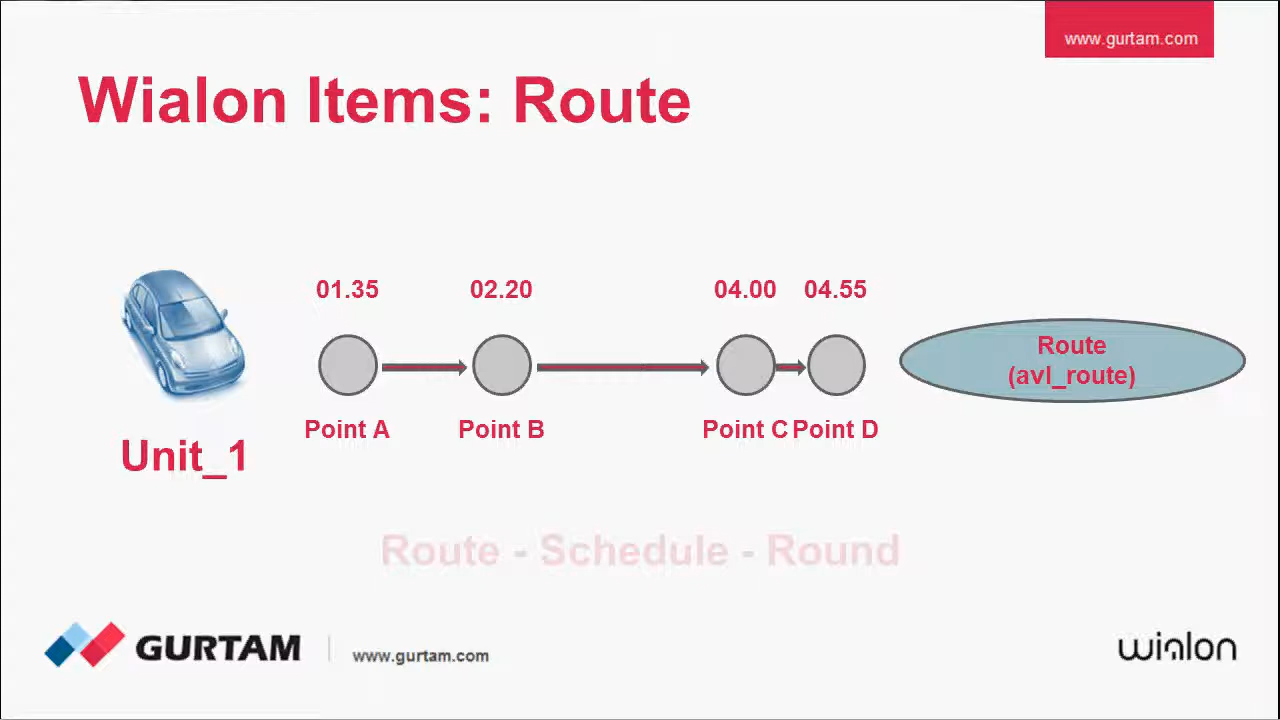 www.gurtam.com
Wialon Items: Route
01.35 02.20 04.00 04.55
Route
(avl_route)
Point A Point B Point C Point D
Unit_1
Route - Schedule - Round
GURTAM www.gurtam.com wialon